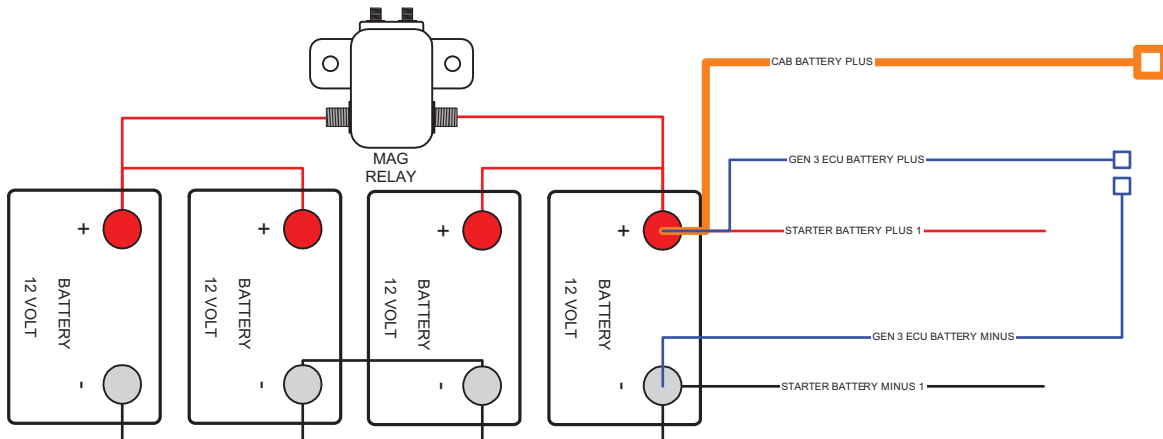 MAG
RELAY
CAB BATTERY PLUS
GEN 3 ECU BATTERY PLUS
STARTER BATTERY PLUS 1
GEN 3 ECU BATTERY MINUS
STARTER BATTERY MINUS 1
+
BATTERY
12 VOLT
-
+
BATTERY
12 VOLT
-
+
BATTERY
12 VOLT
-
+
BATTERY
12 VOLT
-